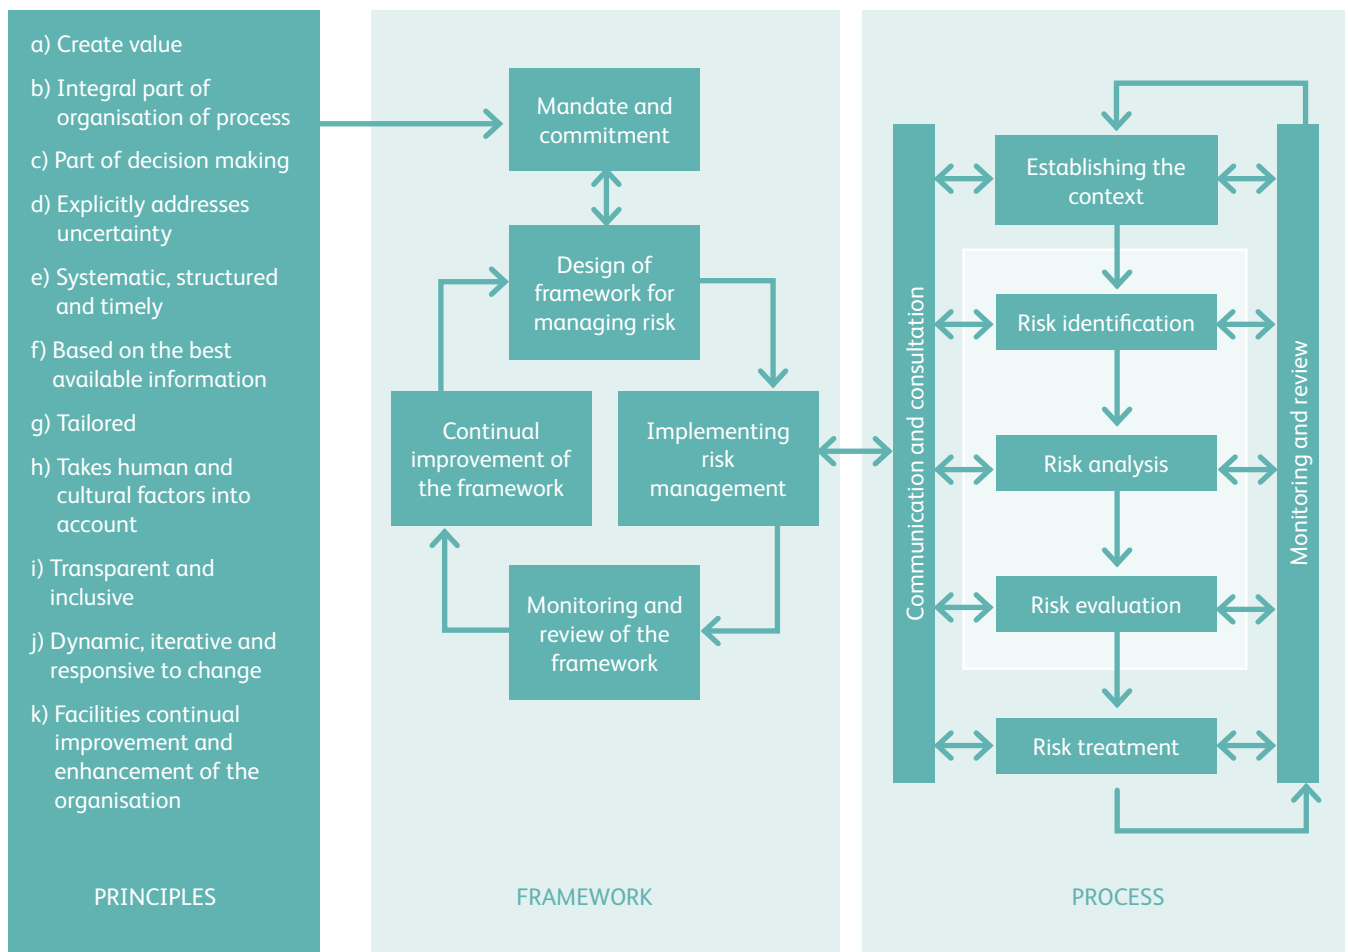 a) Create value
b) Integral part of
organisation of process
c) Part of decision making
d) Explicitly addresses
uncertainty
e) Systematic, structured
and timely
f) Based on the best
available information
g) Tailored
h) Takes human and
cultural factors into
account
i) Transparent and
inclusive
j) Dynamic, iterative and
responsive to change
k) Facilities continual
improvement and
enhancement of the
organisation
PRINCIPLES
Mandate and
commitment
Design of
framework for
managing risk
Continual
improvement of
the framework
Implementing
risk
management
Monitoring and
review of the
framework
FRAMEWORK
Communication and consultation
Establishing the
context
Risk identification
Risk analysis
Risk evaluation
Risk treatment
Monitoring and review
PROCESS